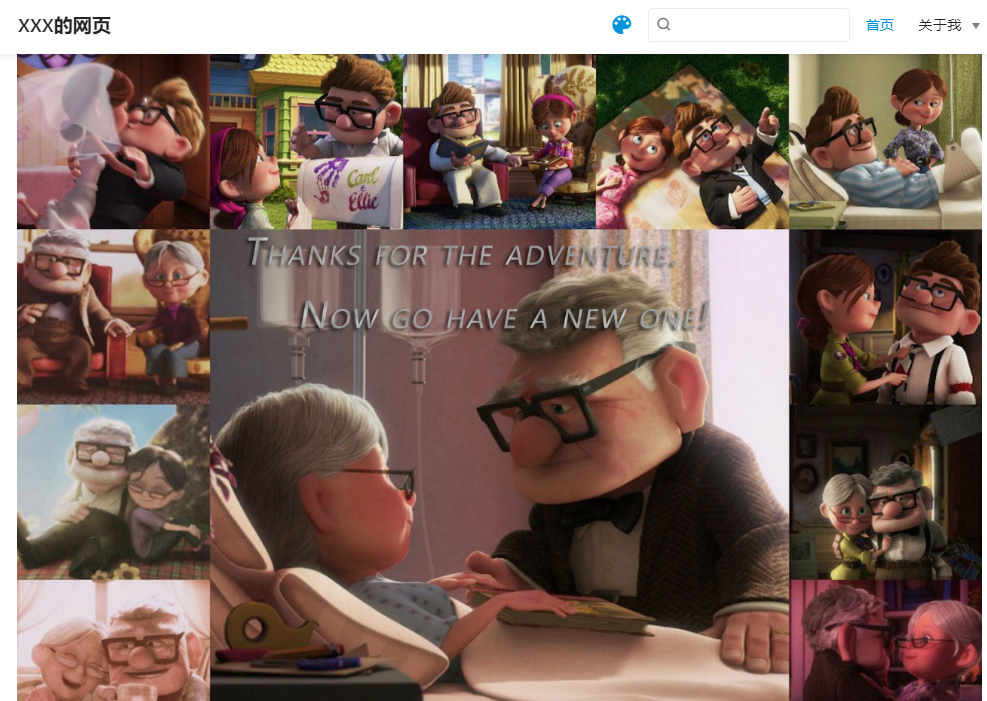 XXX的网页
首页
关于我
Carl
&
Ellie
THANKS FOR THE ADVENTURE.
NOW GO HAVE A NEW ONE!